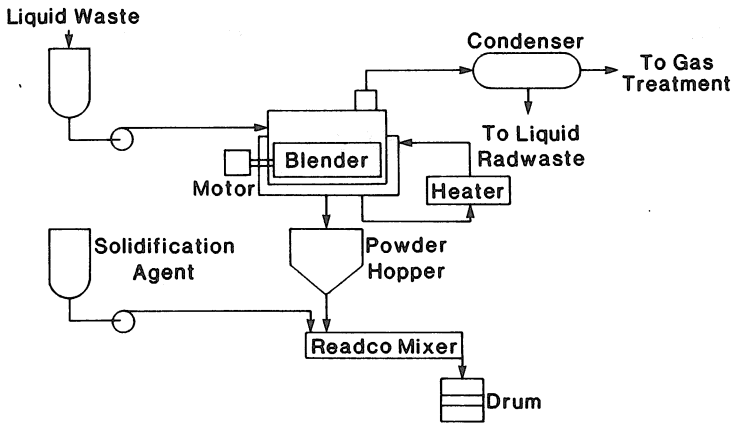 Liquid Waste
Condenser
To Gas
Treatment
To Liquid
Radwaste
Blender
Motor
Heater
Solidification
Agent
Powder
Hopper
Readco Mixer
Drum